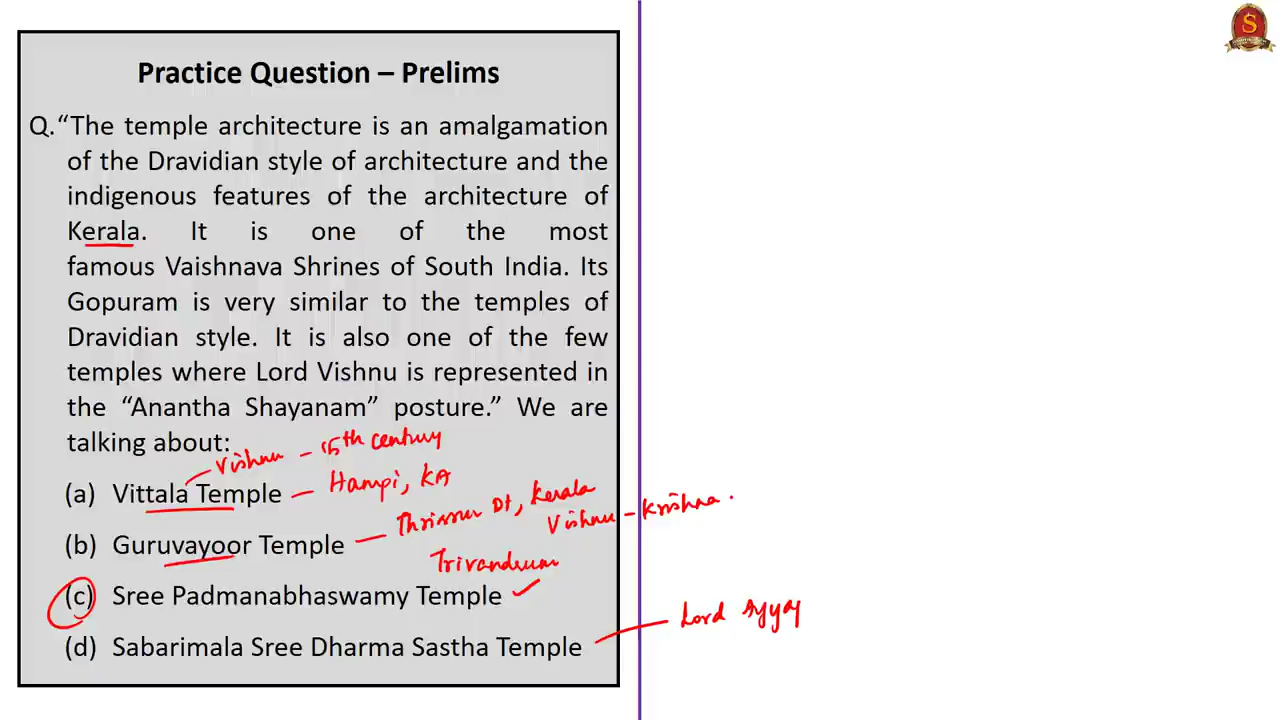 Practice Question – Prelims
Q. “The temple architecture is an amalgamation
of the Dravidian style of architecture and the
indigenous features of the architecture of
Kerala. It is one of the most
famous Vaishnava Shrines of South India. Its
Gopuram is very similar to the temples of
Dravidian style. It is also one of the few
temples where Lord Vishnu is represented in
the “Anantha Shayanam” posture.” We are
talking about:
Vishnu – 15th century
(a) Vittala Temple – Hampi, KA
(b) Guruvayoor Temple – Thrissur Dt, Kerala
Vishnu – Krishna.
Trivandrum
(c) Sree Padmanabhaswamy Temple
(d) Sabarimala Sree Dharma Sastha Temple – Lord Ayyap
S